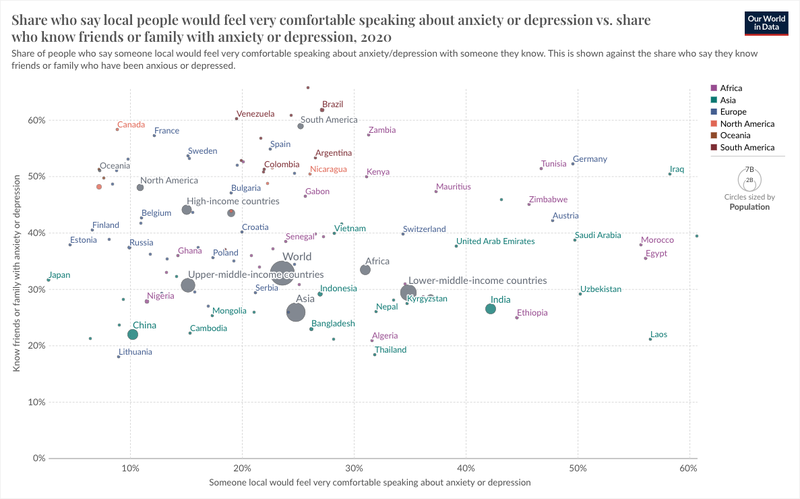 Share who say local people would feel very comfortable speaking about anxiety or depression vs. share
who know friends or family with anxiety or depression, 2020
Our World
in Data
Share of people who say someone local would feel very comfortable speaking about anxiety/depression with someone they know. This is shown against the share who say they know
friends or family who have been anxious or depressed.
Africa
Asia
Europe
North America
Oceania
South America
7B
2B
Circles sized by
Population
Know friends or family with anxiety or depression
60%
50%
40%
30%
20%
10%
0%
Brazil
Venezuela
South America
Canada
France
Zambia
Spain
Sweden
Argentina
Germany
Oceania
Colombia
Nicaragua
Tunisia
Iraq
Kenya
North America
Bulgaria
Gabon
Mauritius
High-income countries
Zimbabwe
Belgium
Austria
Finland
Croatia
Vietnam
Switzerland
Estonia
Russia
Senegal
Saudi Arabia
United Arab Emirates
Morocco
Ghana
Poland
World
Africa
Egypt
Japan
Upper-middle-income countries
Lower-middle-income countries
Serbia
Indonesia
Uzbekistan
Nigeria
Asia
Kyrgyzstan
India
Mongolia
Nepal
Ethiopia
China
Cambodia
Bangladesh
Algeria
Laos
Lithuania
Thailand
10%
20%
30%
40%
50%
60%
Someone local would feel very comfortable speaking about anxiety or depression